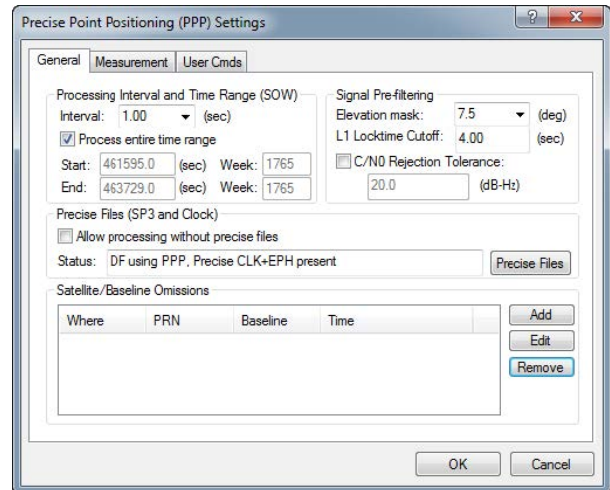 Precise Point Positioning (PPP) Settings
General Measurement User Cmds
Processing Interval and Time Range (SOW)
Interval: 1.00 (sec)
Process entire time range
Start: 461595.0 (sec) Week: 1765
End: 463729.0 (sec) Week: 1765
Signal Pre-filtering
Elevation mask: 7.5 (deg)
L1 Locktime Cutoff: 4.00 (sec)
C/N0 Rejection Tolerance:
20.0 (dB-Hz)
Precise Files (SP3 and Clock)
Allow processing without precise files
Status: DF using PPP, Precise CLK+EPH present Precise Files
Satellite/Baseline Omissions
Where PRN Baseline Time
Add
Edit
Remove
OK Cancel